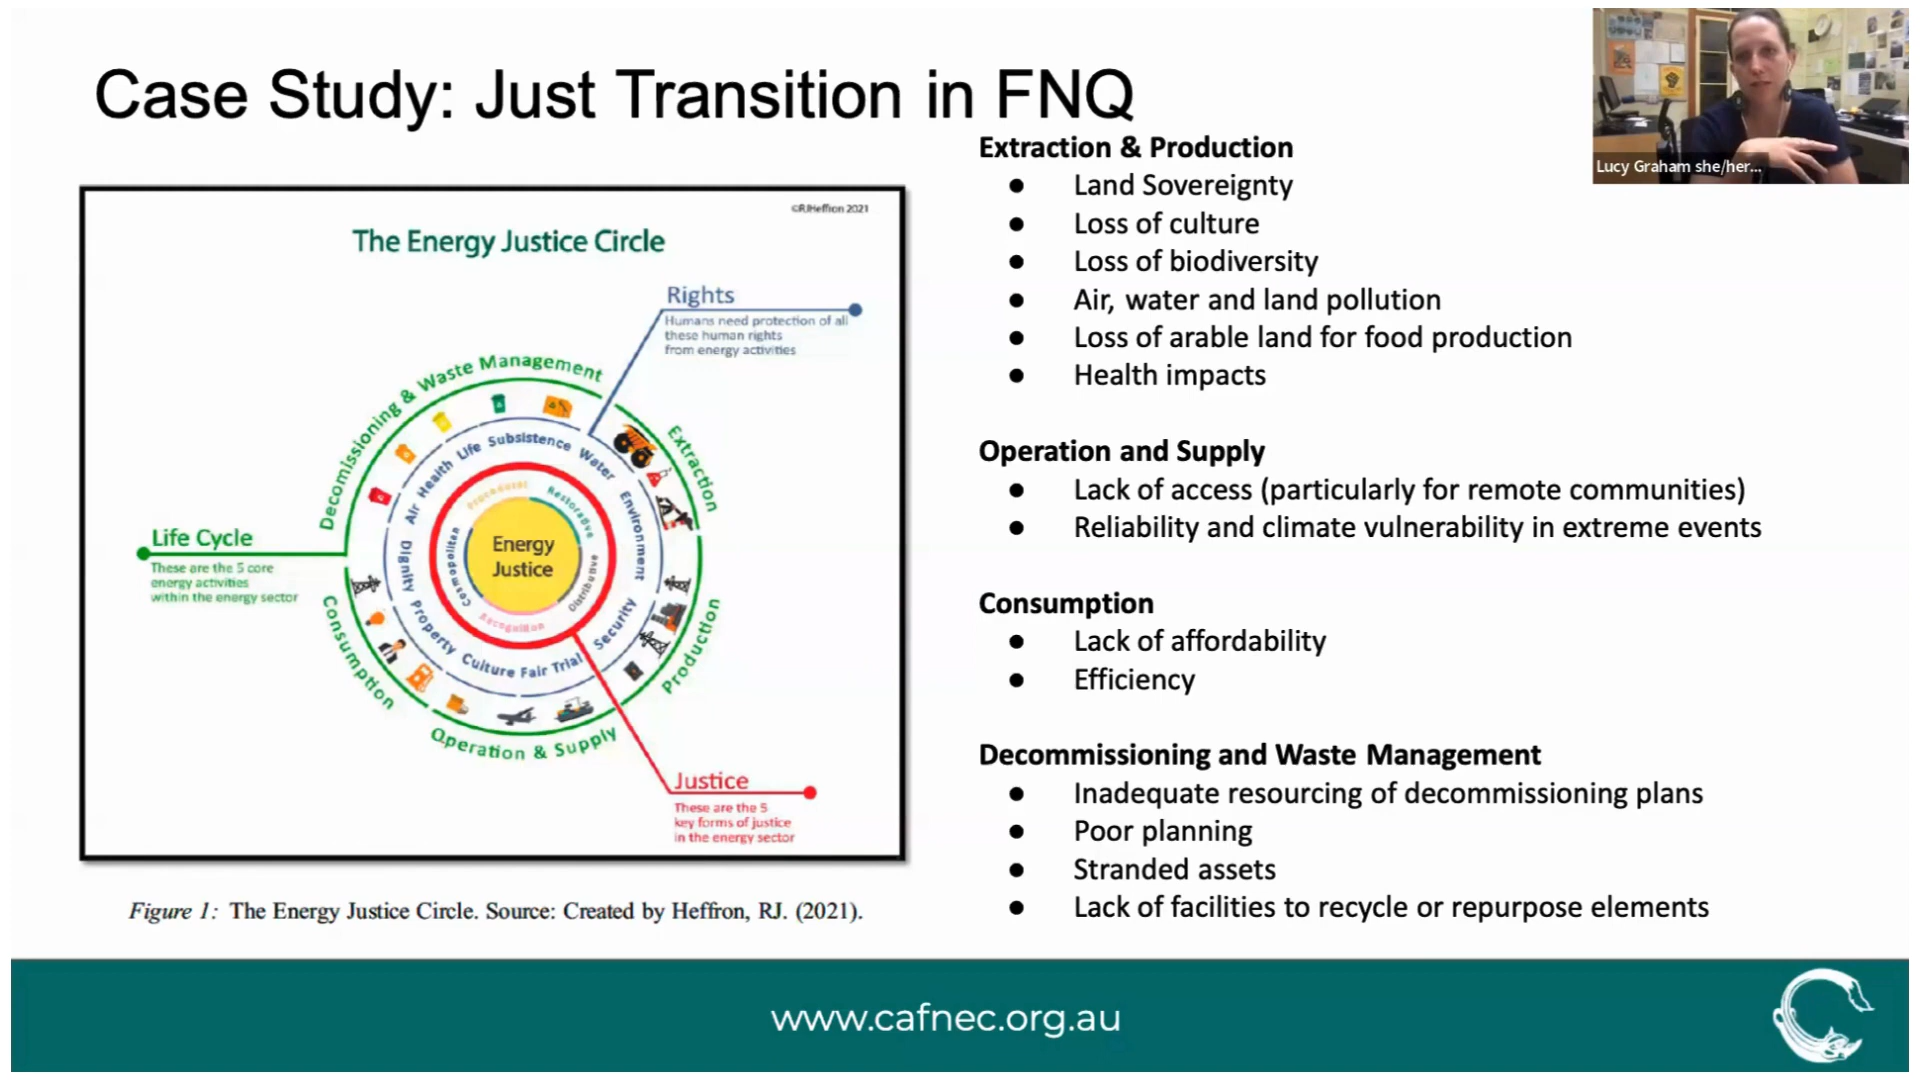 Case Study: Just Transition in FNQ
Lucy Graham she/her...
©RJHeffron 2021
The Energy Justice Circle
Rights
Humans need protection of all
these human rights
from energy activities
Decomissioning & Waste Management
Extraction
Production
Operation & Supply
Consumption
Life Cycle
These are the 5 core
energy activities
within the energy sector
Air
Health
Life
Subsistence
Water
Environment
Security
Fair Trial
Culture
Property
Dignity
Procedural
Restorative
Distributive
Recognition
Cosmopolitan
Energy
Justice
Justice
These are the 5
key forms of justice
in the energy sector
Figure 1: The Energy Justice Circle. Source: Created by Heffron, RJ. (2021).
Extraction & Production
● Land Sovereignty
● Loss of culture
● Loss of biodiversity
● Air, water and land pollution
● Loss of arable land for food production
● Health impacts
Operation and Supply
● Lack of access (particularly for remote communities)
● Reliability and climate vulnerability in extreme events
Consumption
● Lack of affordability
● Efficiency
Decommissioning and Waste Management
● Inadequate resourcing of decommissioning plans
● Poor planning
● Stranded assets
● Lack of facilities to recycle or repurpose elements
www.cafnec.org.au